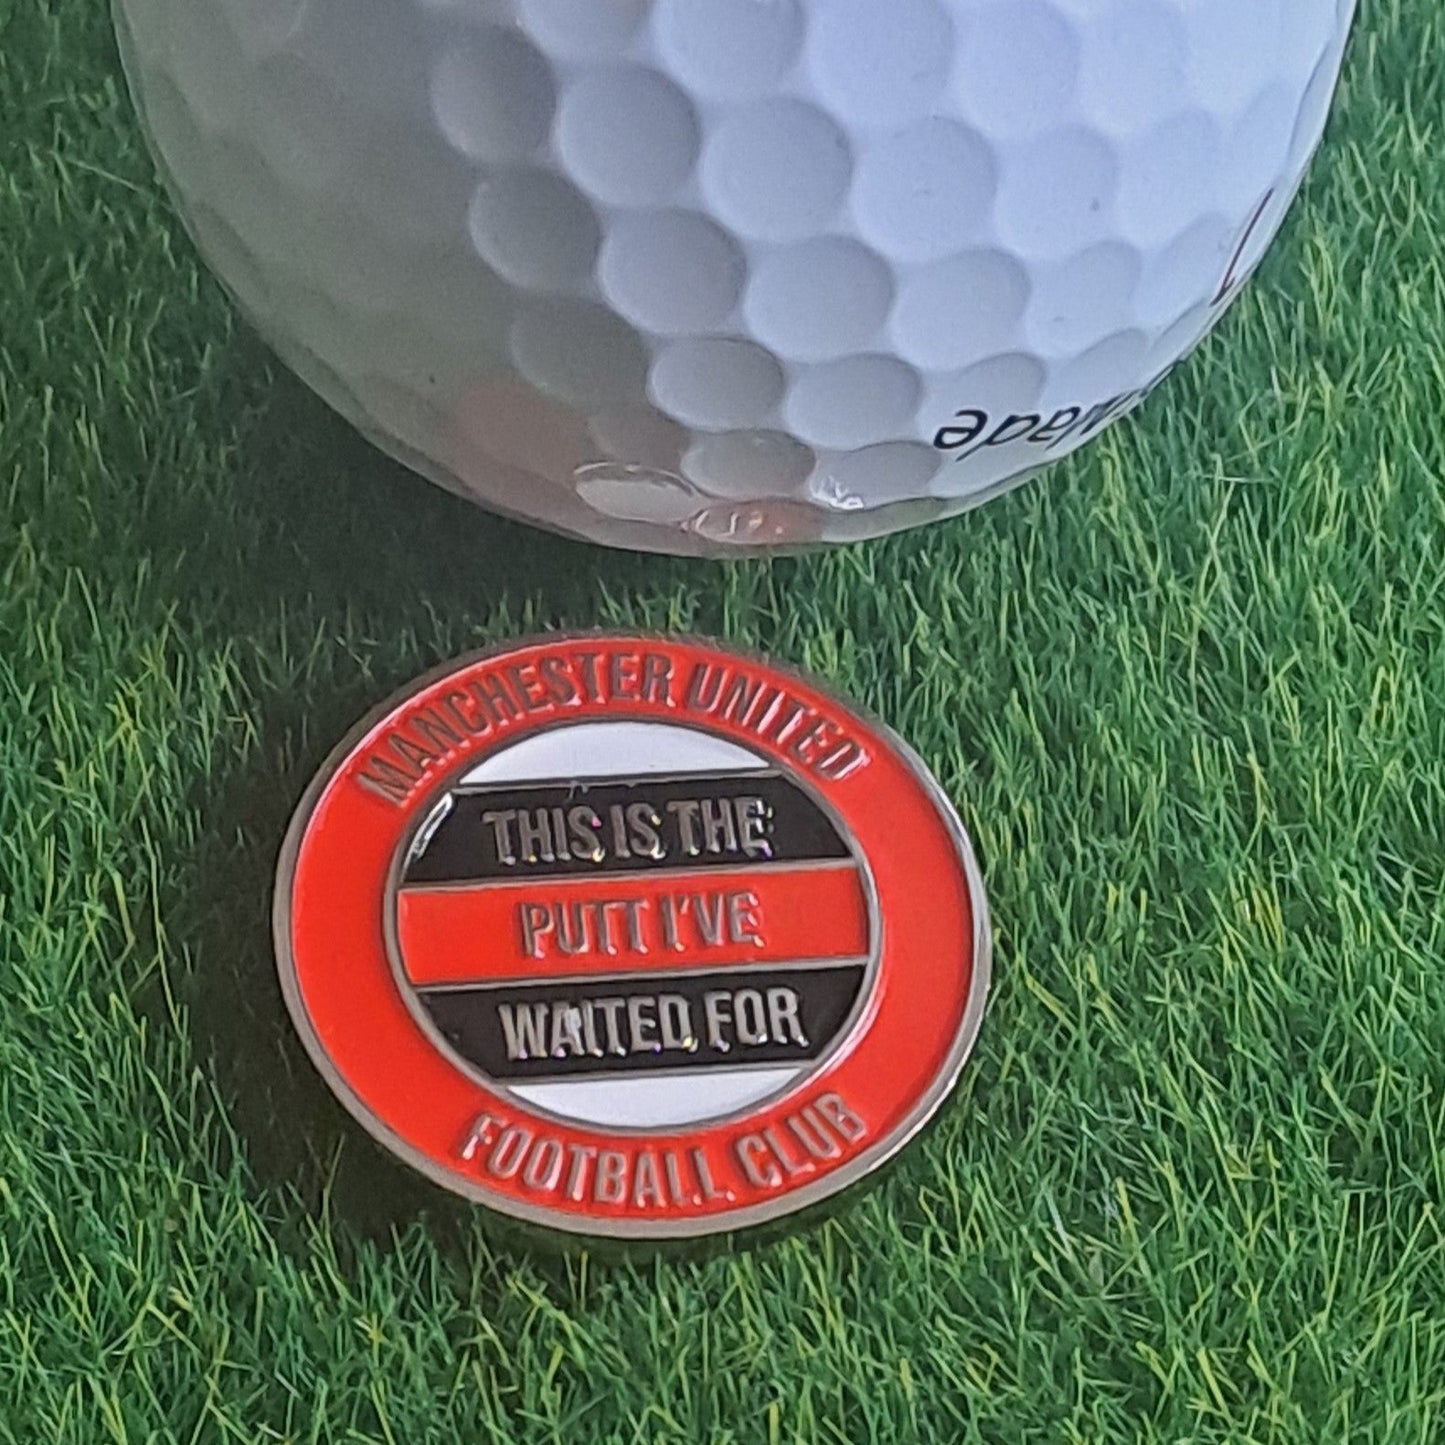 MANCHESTER UNITED
THIS IS THE
PUTT I'VE
WAITED FOR
FOOTBALL CLUB